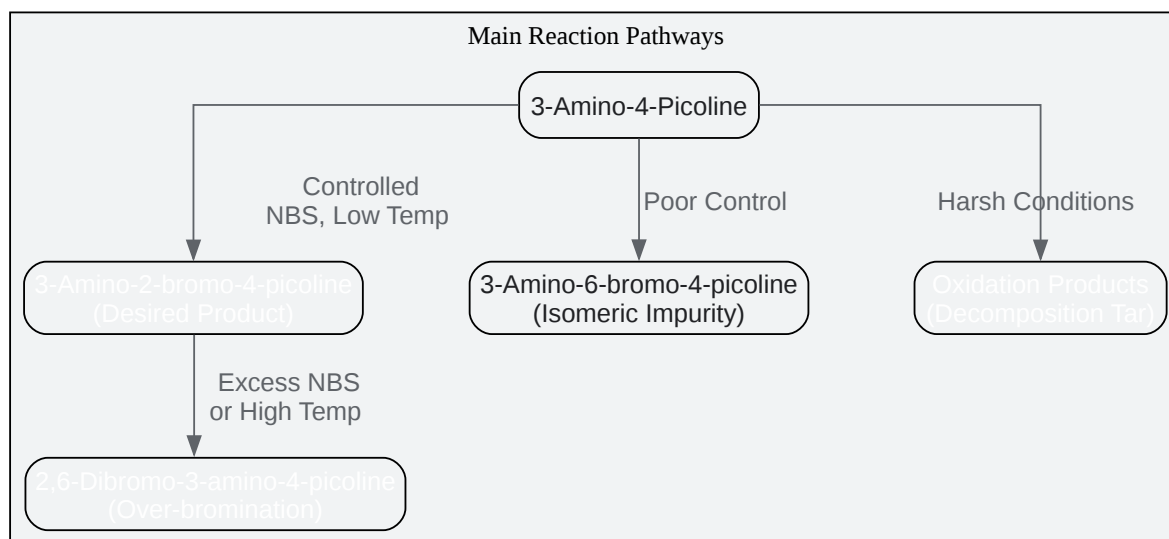 Main Reaction Pathways
3-Amino-4-Picoline
Controlled
NBS, Low Temp
Poor Control
Harsh Conditions
3-Amino-2-bromo-4-picoline
(Desired Product)
3-Amino-6-bromo-4-picoline
(Isomeric Impurity)
Oxidation Products
(Decomposition Tar)
Excess NBS
or High Temp
2,6-Dibromo-3-amino-4-picoline
(Over-bromination)